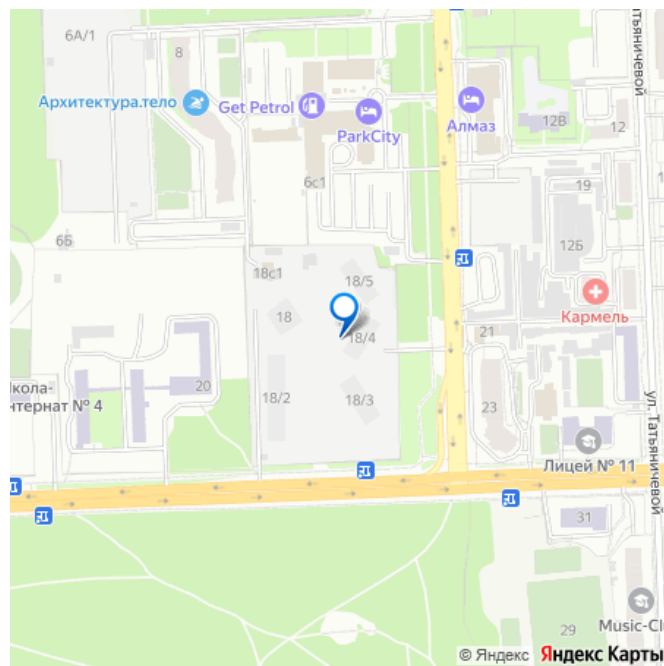 6А/1
8
Архитектура.тело
Get Petrol
ParkCity
Алмаз
12В
12
ул. Татьяничевой
6с1
19
6Б
12Б
18с1
18/5
18
18/4
Кармель
21
20
18/2
18/3
23
нтернат № 4
Лицей № 11
ул. Татьяничевой
31
29
Music-Cl
© Яндекс Яндекс Карты